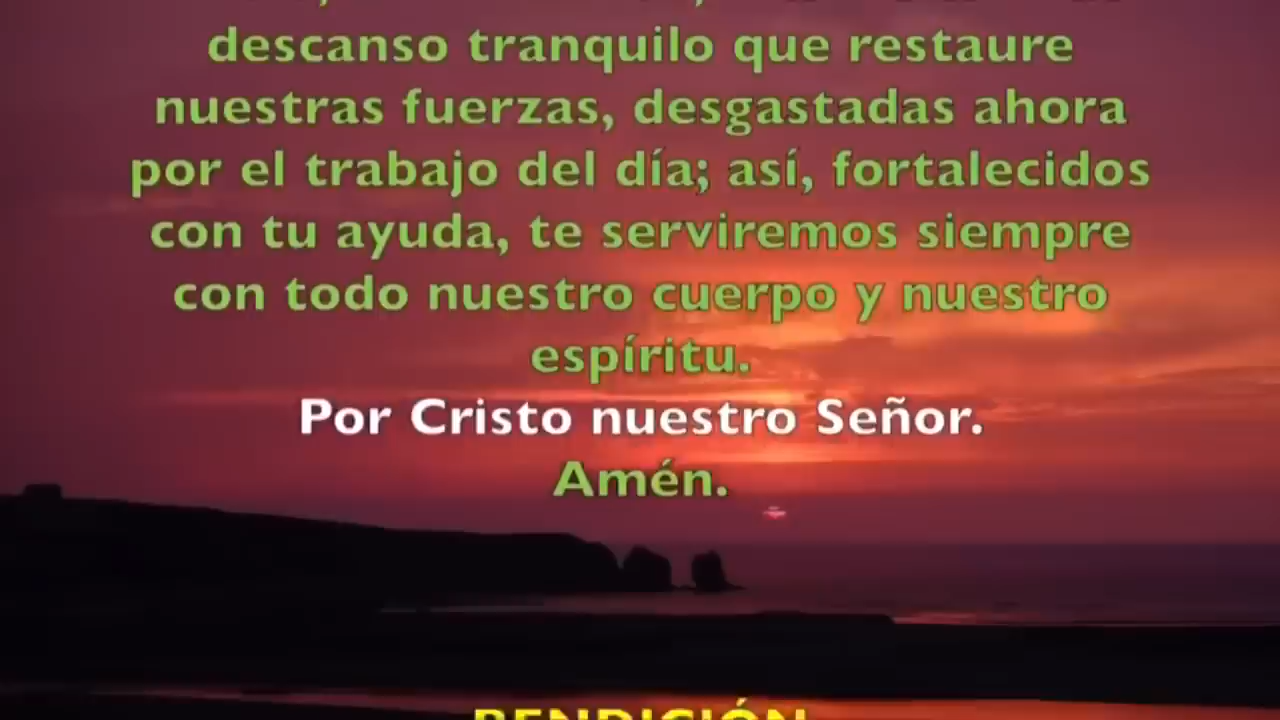 descanso tranquilo que restaure
nuestras fuerzas, desgastadas ahora
por el trabajo del día; así, fortalecidos
con tu ayuda, te serviremos siempre
con todo nuestro cuerpo y nuestro
espíritu.
Por Cristo nuestro Señor.
Amén.
BENDICIÓN